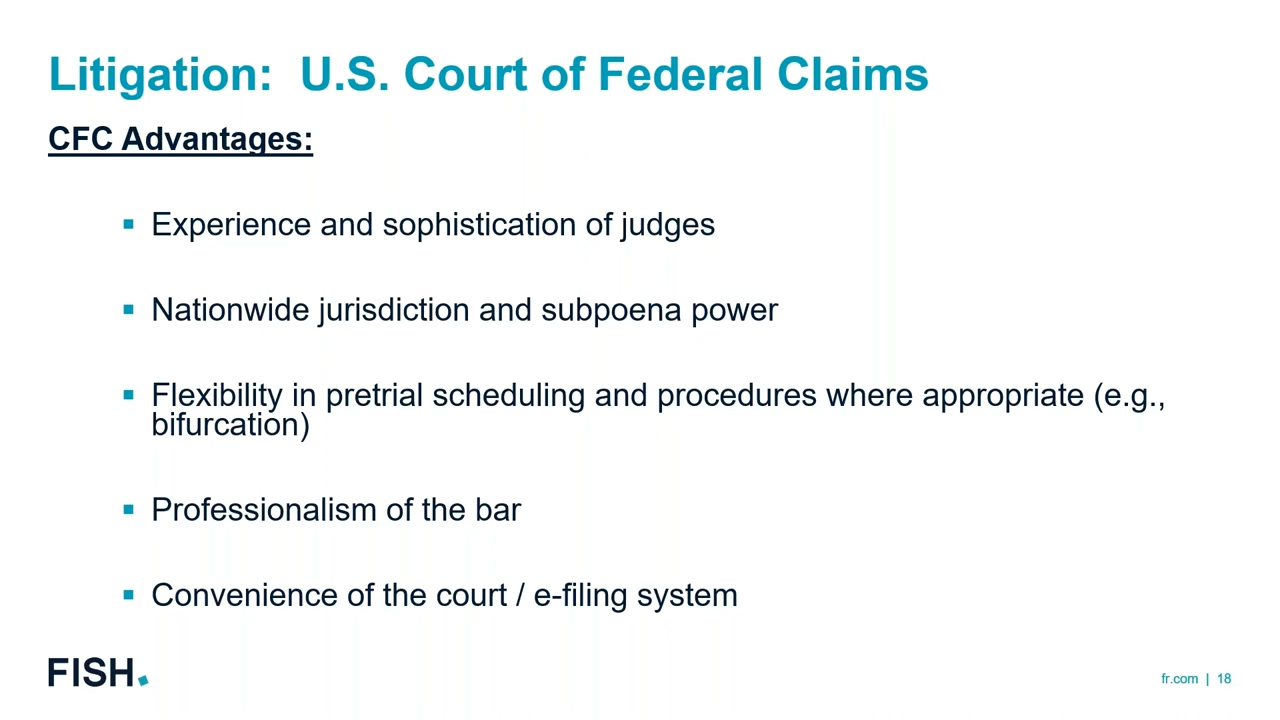 Litigation:  U.S. Court of Federal Claims
CFC Advantages:
▪ Experience and sophistication of judges
▪ Nationwide jurisdiction and subpoena power
▪ Flexibility in pretrial scheduling and procedures where appropriate (e.g.,
bifurcation)
▪ Professionalism of the bar
▪ Convenience of the court / e-filing system
FISH.
fr.com | 18